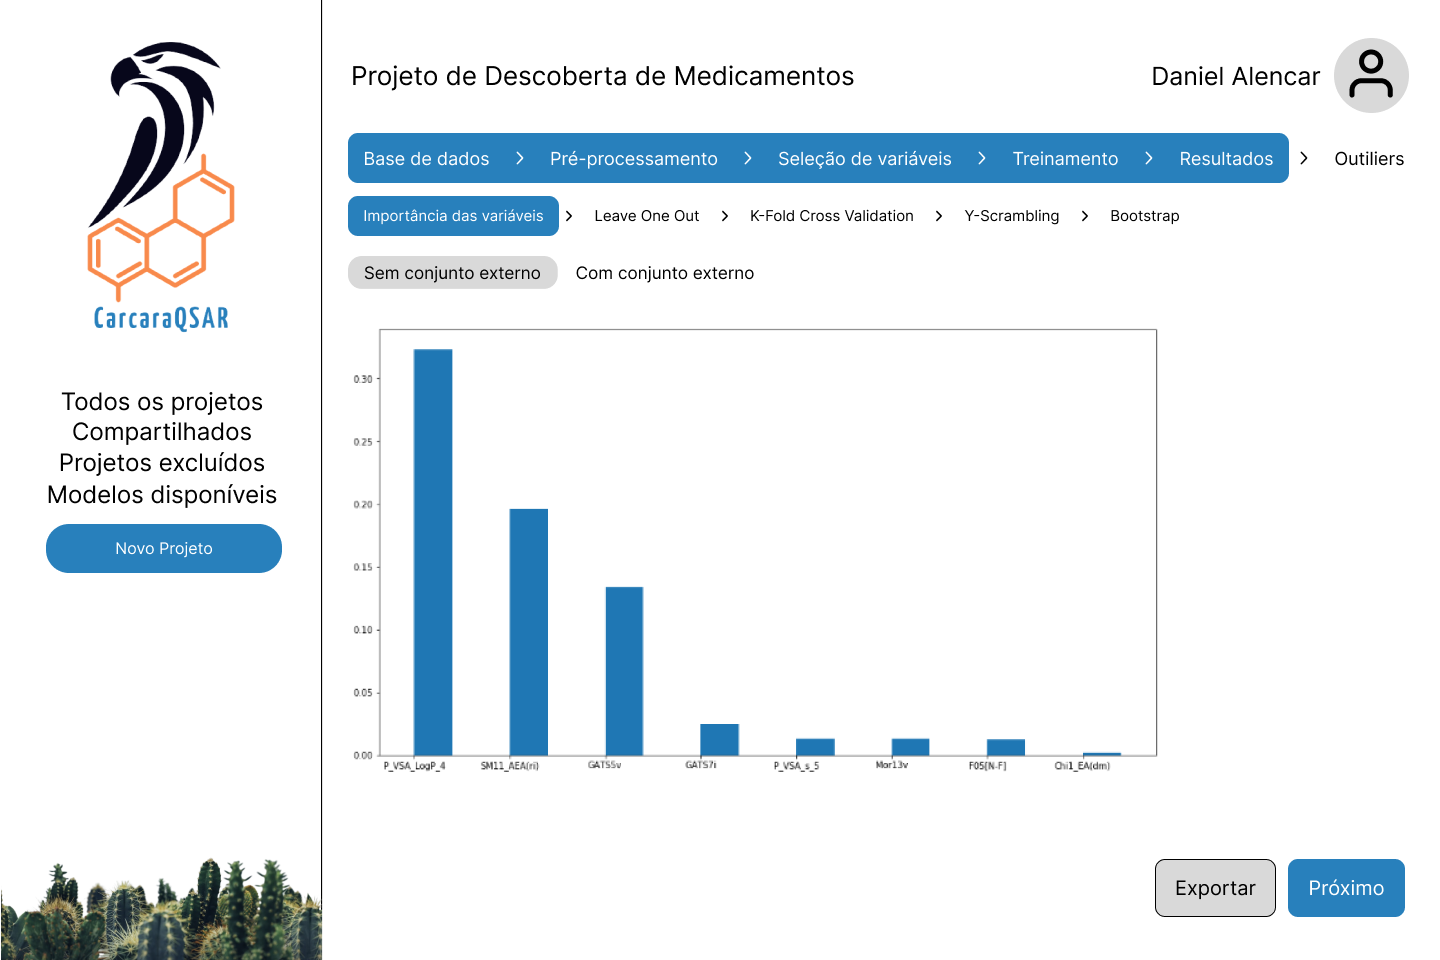 CarcaraQSAR
Todos os projetos
Compartilhados
Projetos excluídos
Modelos disponíveis
Novo Projeto
Projeto de Descoberta de Medicamentos
Daniel Alencar
Base de dados > Pré-processamento > Seleção de variáveis > Treinamento > Resultados > Outiliers
Importância das variáveis > Leave One Out > K-Fold Cross Validation > Y-Scrambling > Bootstrap
Sem conjunto externo Com conjunto externo
0.30
0.25
0.20
0.15
0.10
0.05
0.00
P_VSA_LogP_4 SM11_AEA(ri) GATS5v GATS7i P_VSA_s_5 Mor13v F05[N-F] Chi1_EA(dm)
Exportar Próximo